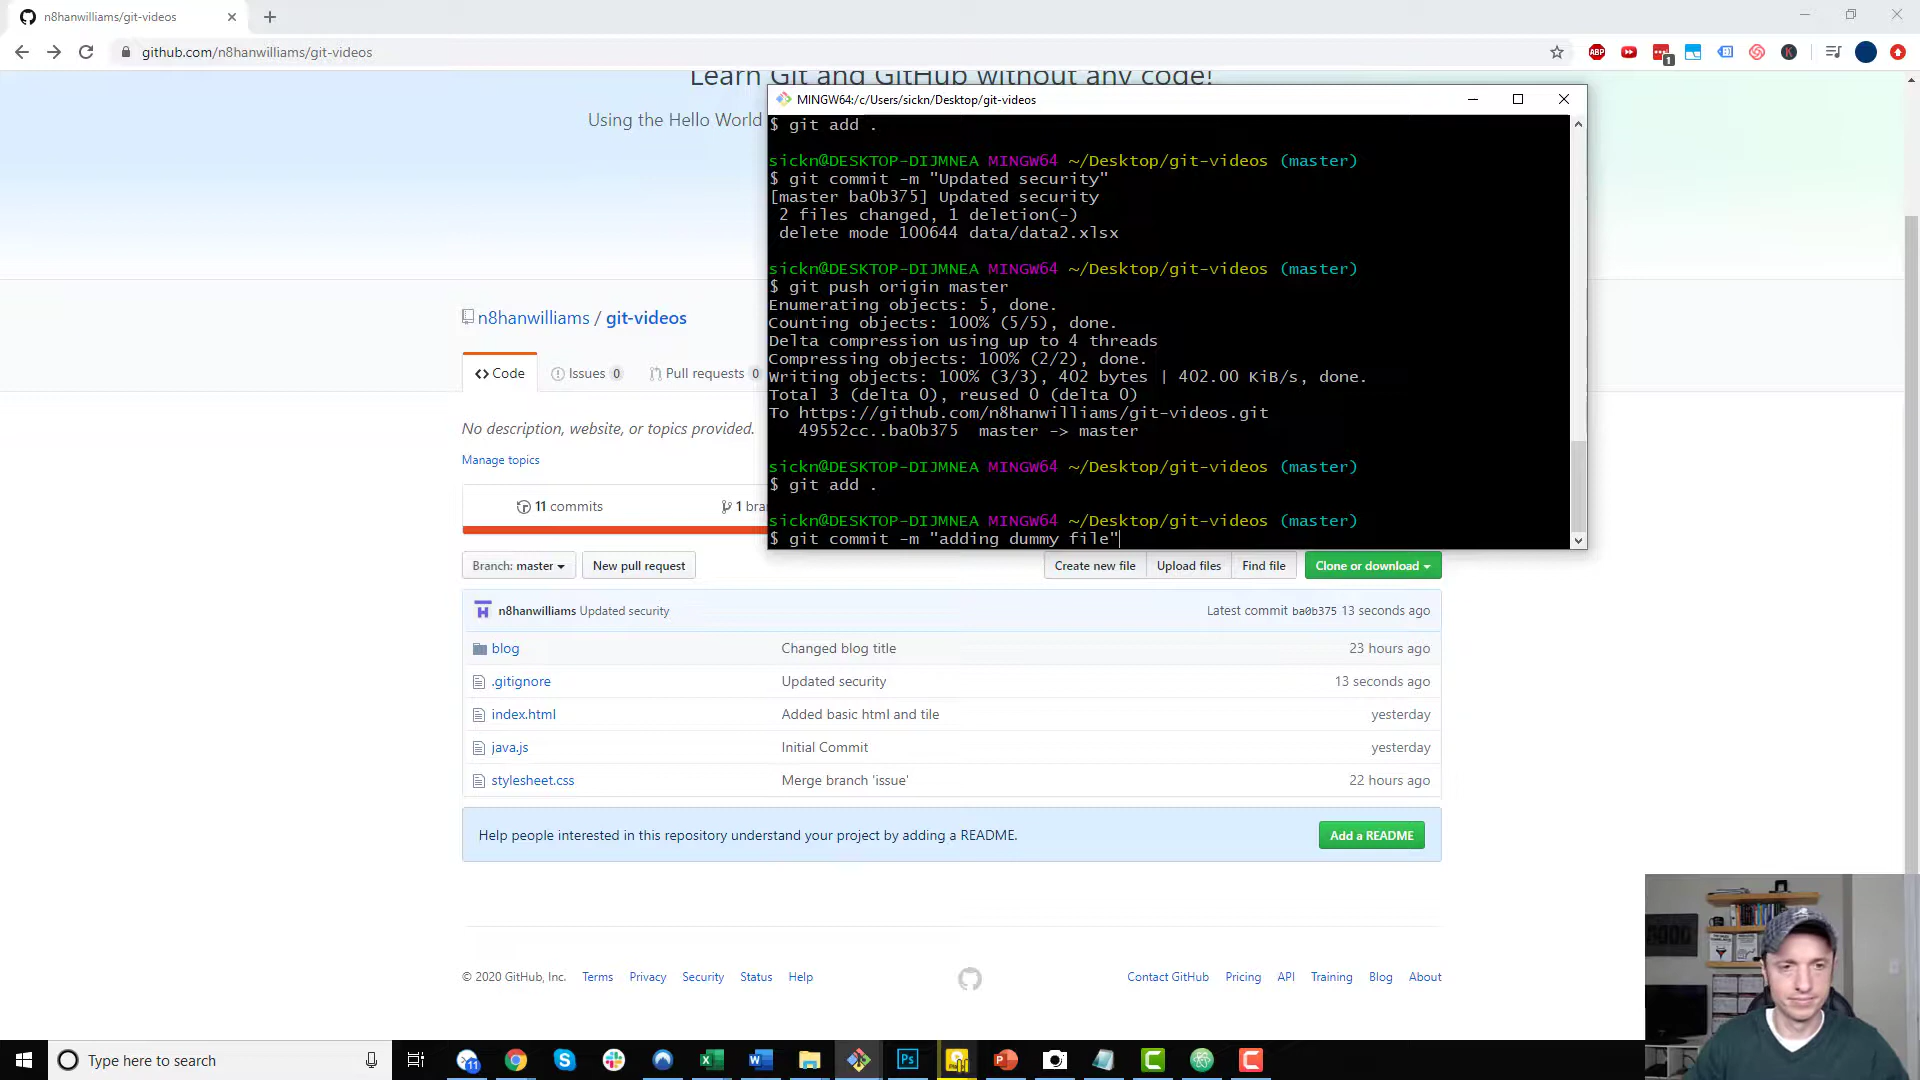 n8hanwilliams/git-videos
github.com/n8hanwilliams/git-videos
ABP
1
K
Learn Git and GitHub without any code!
Using the Hello World
MINGW64:/c/Users/sickn/Desktop/git-videos
$ git add .
sickn@DESKTOP-DIJMNEA MINGW64 ~/Desktop/git-videos (master)
$ git commit -m "Updated security"
[master ba0b375] Updated security
2 files changed, 1 deletion(-)
delete mode 100644 data/data2.xlsx
sickn@DESKTOP-DIJMNEA MINGW64 ~/Desktop/git-videos (master)
$ git push origin master
Enumerating objects: 5, done.
Counting objects: 100% (5/5), done.
Delta compression using up to 4 threads
Compressing objects: 100% (2/2), done.
Writing objects: 100% (3/3), 402 bytes | 402.00 KiB/s, done.
Total 3 (delta 0), reused 0 (delta 0)
To https://github.com/n8hanwilliams/git-videos.git
49552cc..ba0b375 master -> master
sickn@DESKTOP-DIJMNEA MINGW64 ~/Desktop/git-videos (master)
$ git add .
sickn@DESKTOP-DIJMNEA MINGW64 ~/Desktop/git-videos (master)
$ git commit -m "adding dummy file"
n8hanwilliams / git-videos
<> Code Issues 0 Pull requests 0
No description, website, or topics provided.
Manage topics
11 commits 1 bra
Branch: master New pull request Create new file Upload files Find file Clone or download
n8hanwilliams Updated security Latest commit ba0b375 13 seconds ago
blog Changed blog title 23 hours ago
.gitignore Updated security 13 seconds ago
index.html Added basic html and tile yesterday
java.js Initial Commit yesterday
stylesheet.css Merge branch 'issue' 22 hours ago
Help people interested in this repository understand your project by adding a README. Add a README
© 2020 GitHub, Inc. Terms Privacy Security Status Help Contact GitHub Pricing API Training Blog About
Type here to search
11
Ps